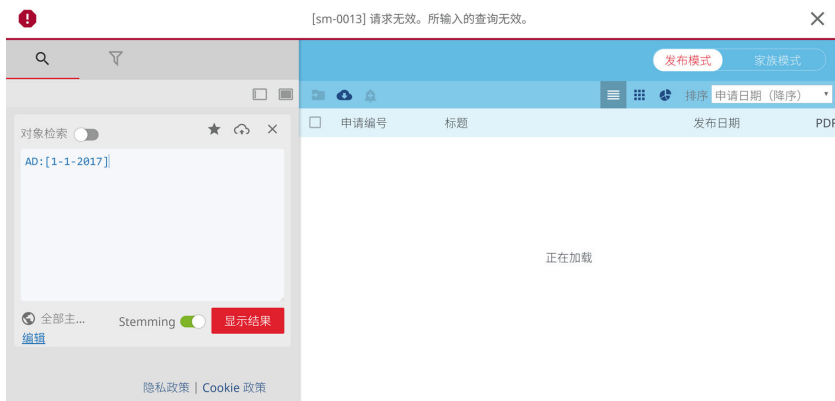 [sm-0013] 请求无效。所输入的查询无效。
发布模式 家族模式
排序 申请日期（降序）
对象检索
申请编号 标题 发布日期 PDF
AD:[1-1-2017]
正在加载
全部主... Stemming 显示结果
编辑
隐私政策 | Cookie 政策